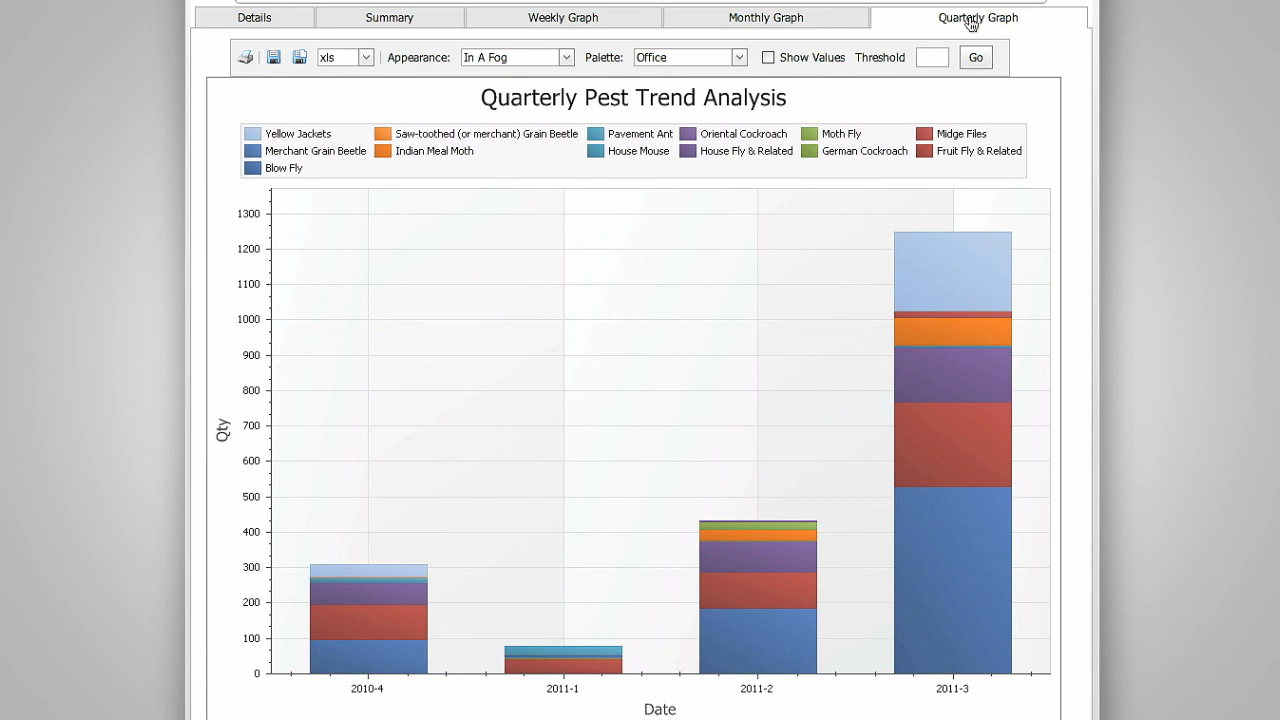 Details Summary Weekly Graph Monthly Graph Quarterly Graph
xls Appearance: In A Fog Palette: Office Show Values Threshold Go
Quarterly Pest Trend Analysis
Yellow Jackets Saw-toothed (or merchant) Grain Beetle Pavement Ant Oriental Cockroach Moth Fly Midge Files
Merchant Grain Beetle Indian Meal Moth House Mouse House Fly & Related German Cockroach Fruit Fly & Related
Blow Fly
1300
1200
1100
1000
900
800
700
600
500
400
300
200
100
0
Qty
2010-4 2011-1 2011-2 2011-3
Date